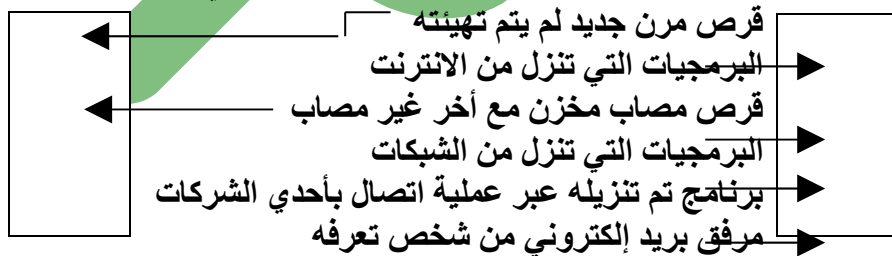 قرص مرن جديد لم يتم تهيئته
البرمجيات التي تنزل من الانترنت
قرص مصاب مخزن مع أخر غير مصاب
البرمجيات التي تنزل من الشبكات
برنامج تم تنزيله عبر عملية اتصال بأحدي الشركات
مرفق بريد إلكتروني من شخص تعرفه